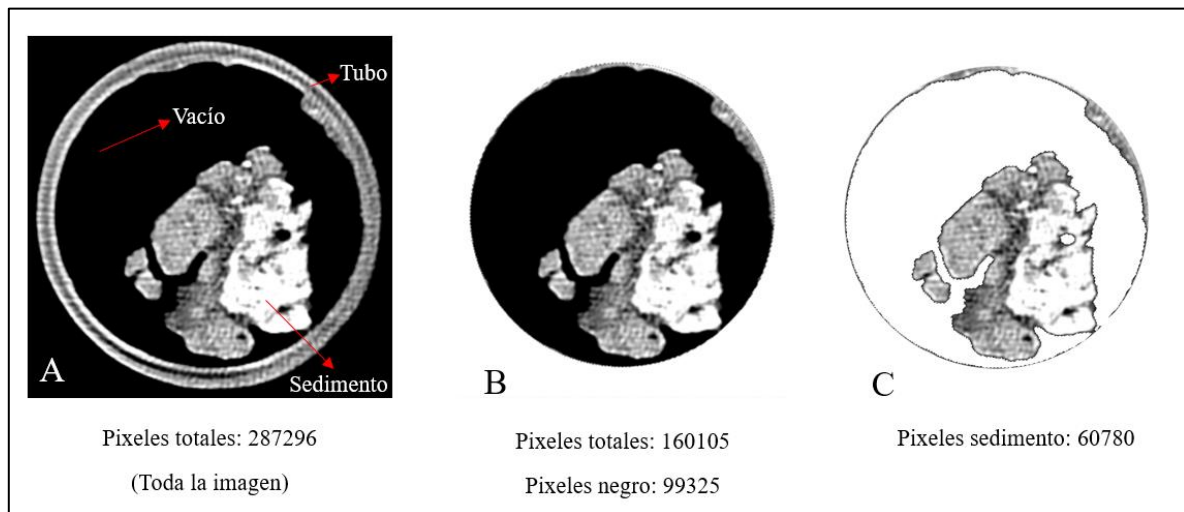 Tubo
Vacío
Sedimento
A
B
C
Pixeles totales: 287296
(Toda la imagen)
Pixeles totales: 160105
Pixeles negro: 99325
Pixeles sedimento: 60780